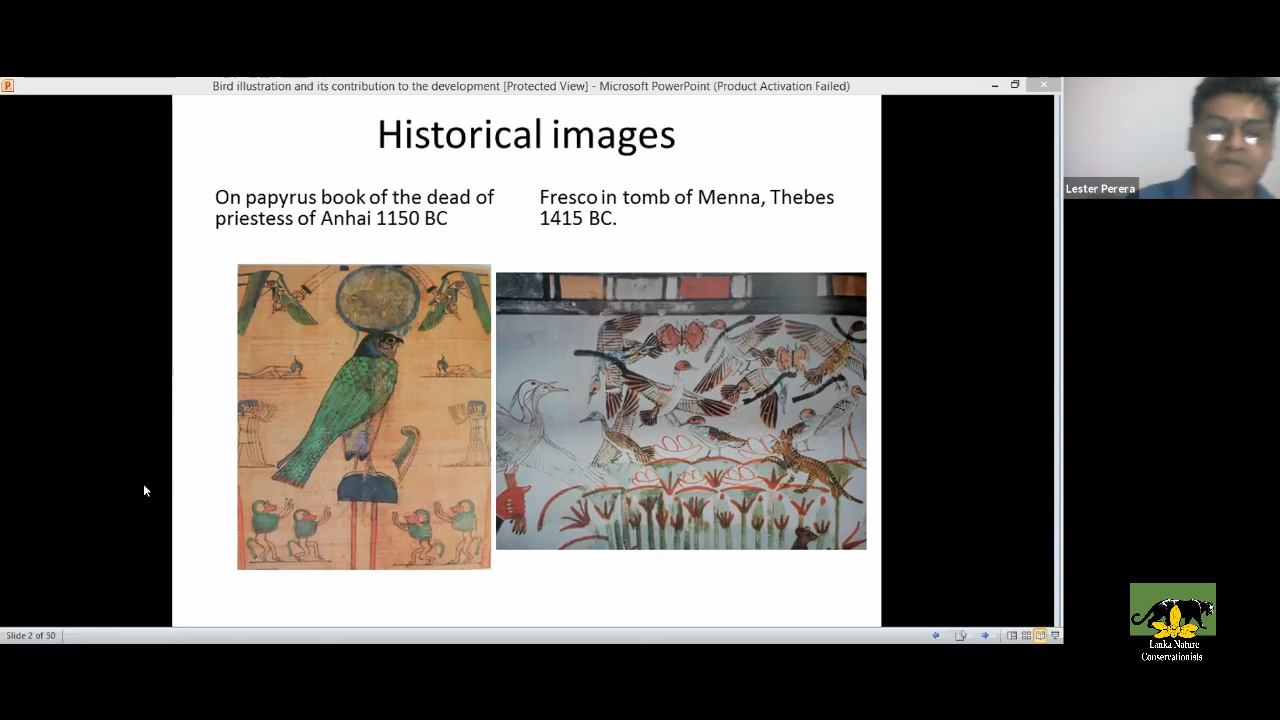 Bird illustration and its contribution to the development [Protected View] - Microsoft PowerPoint (Product Activation Failed)
Historical images
On papyrus book of the dead of
priestess of Anhai 1150 BC
Fresco in tomb of Menna, Thebes
1415 BC.
Lester Perera
Slide 2 of 50
Lanka Nature
Conservationists